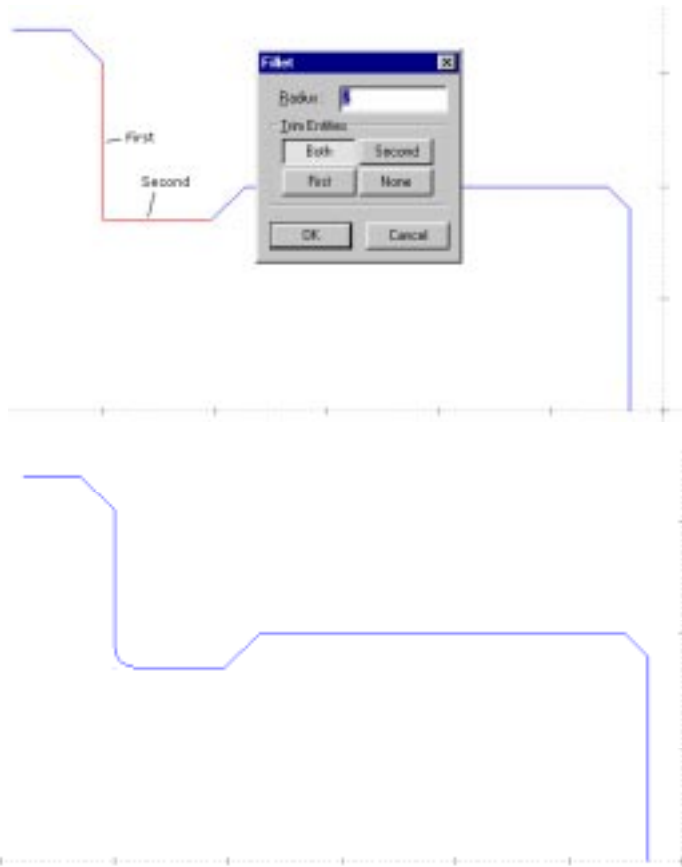 Fillet
Radius:
First
Trim Entities
Both Second
Second
First None
OK Cancel